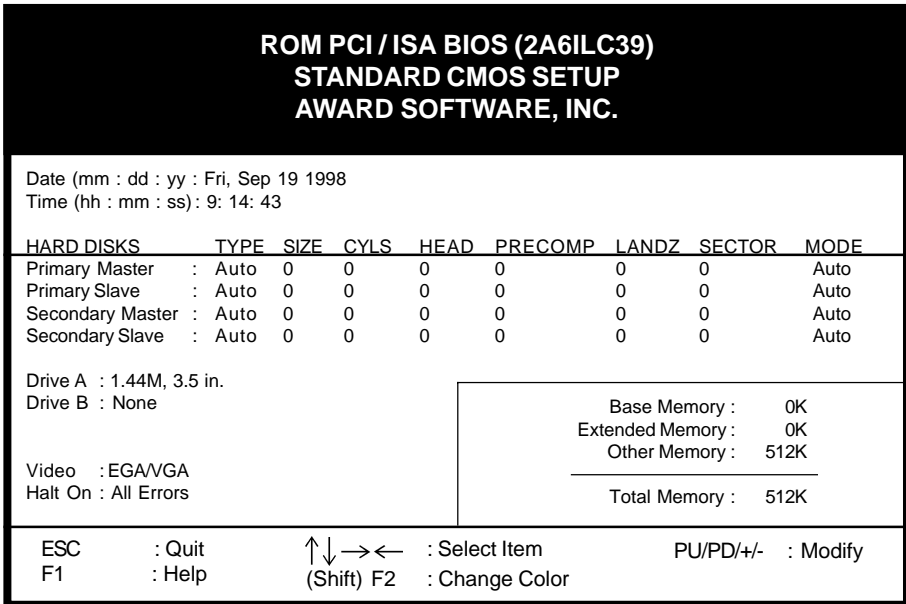 ROM PCI / ISA BIOS (2A6ILC39)
STANDARD CMOS SETUP
AWARD SOFTWARE, INC.
Date (mm : dd : yy : Fri, Sep 19 1998
Time (hh : mm : ss) : 9: 14: 43
HARD DISKS TYPE SIZE CYLS HEAD PRECOMP LANDZ SECTOR MODE
Primary Master : Auto 0 0 0 0 0 0 Auto
Primary Slave : Auto 0 0 0 0 0 0 Auto
Secondary Master : Auto 0 0 0 0 0 0 Auto
Secondary Slave : Auto 0 0 0 0 0 0 Auto
Drive A : 1.44M, 3.5 in.
Drive B : None
Video : EGA/VGA
Halt On : All Errors
Base Memory : 0K
Extended Memory : 0K
Other Memory : 512K
Total Memory : 512K
ESC : Quit ↑↓→← : Select Item PU/PD/+/- : Modify
F1 : Help (Shift) F2 : Change Color